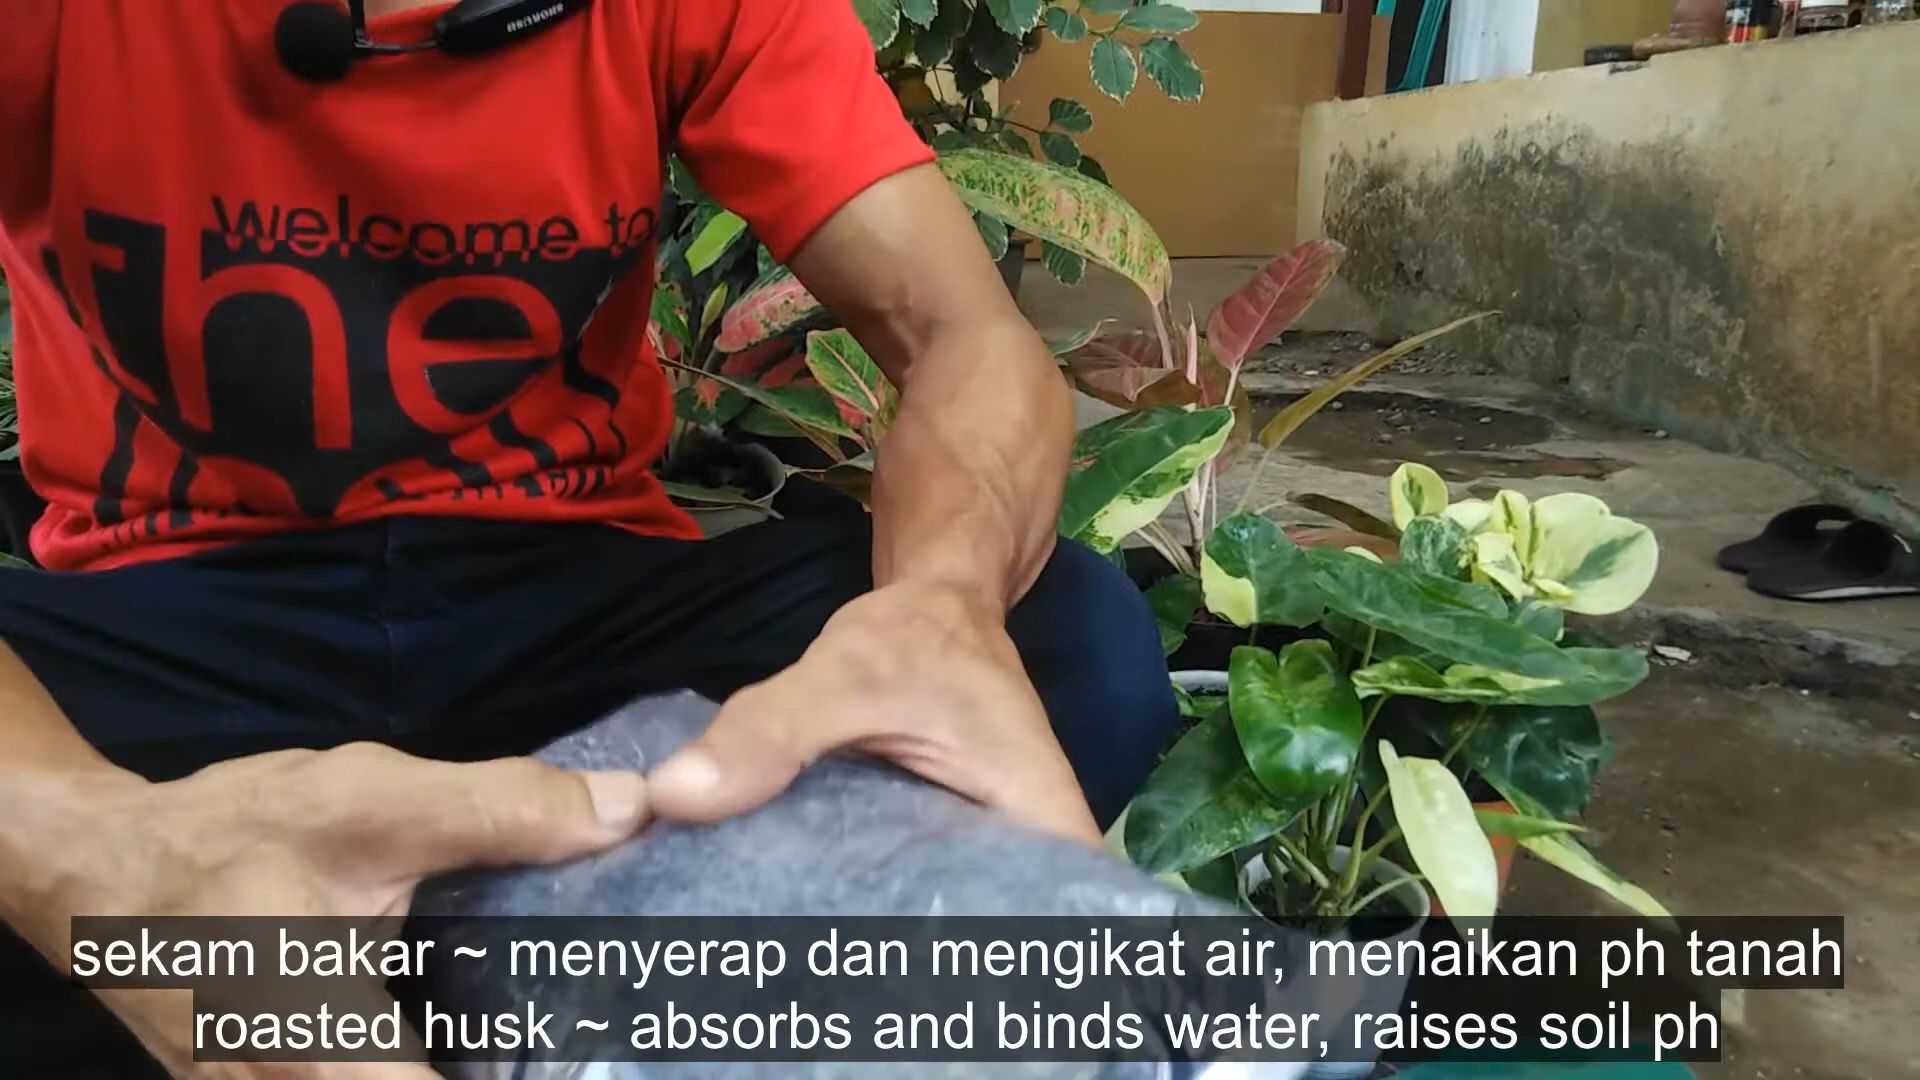 welcome to
the
sekam bakar ~ menyerap dan mengikat air, menaikan ph tanah
roasted husk ~ absorbs and binds water, raises soil ph